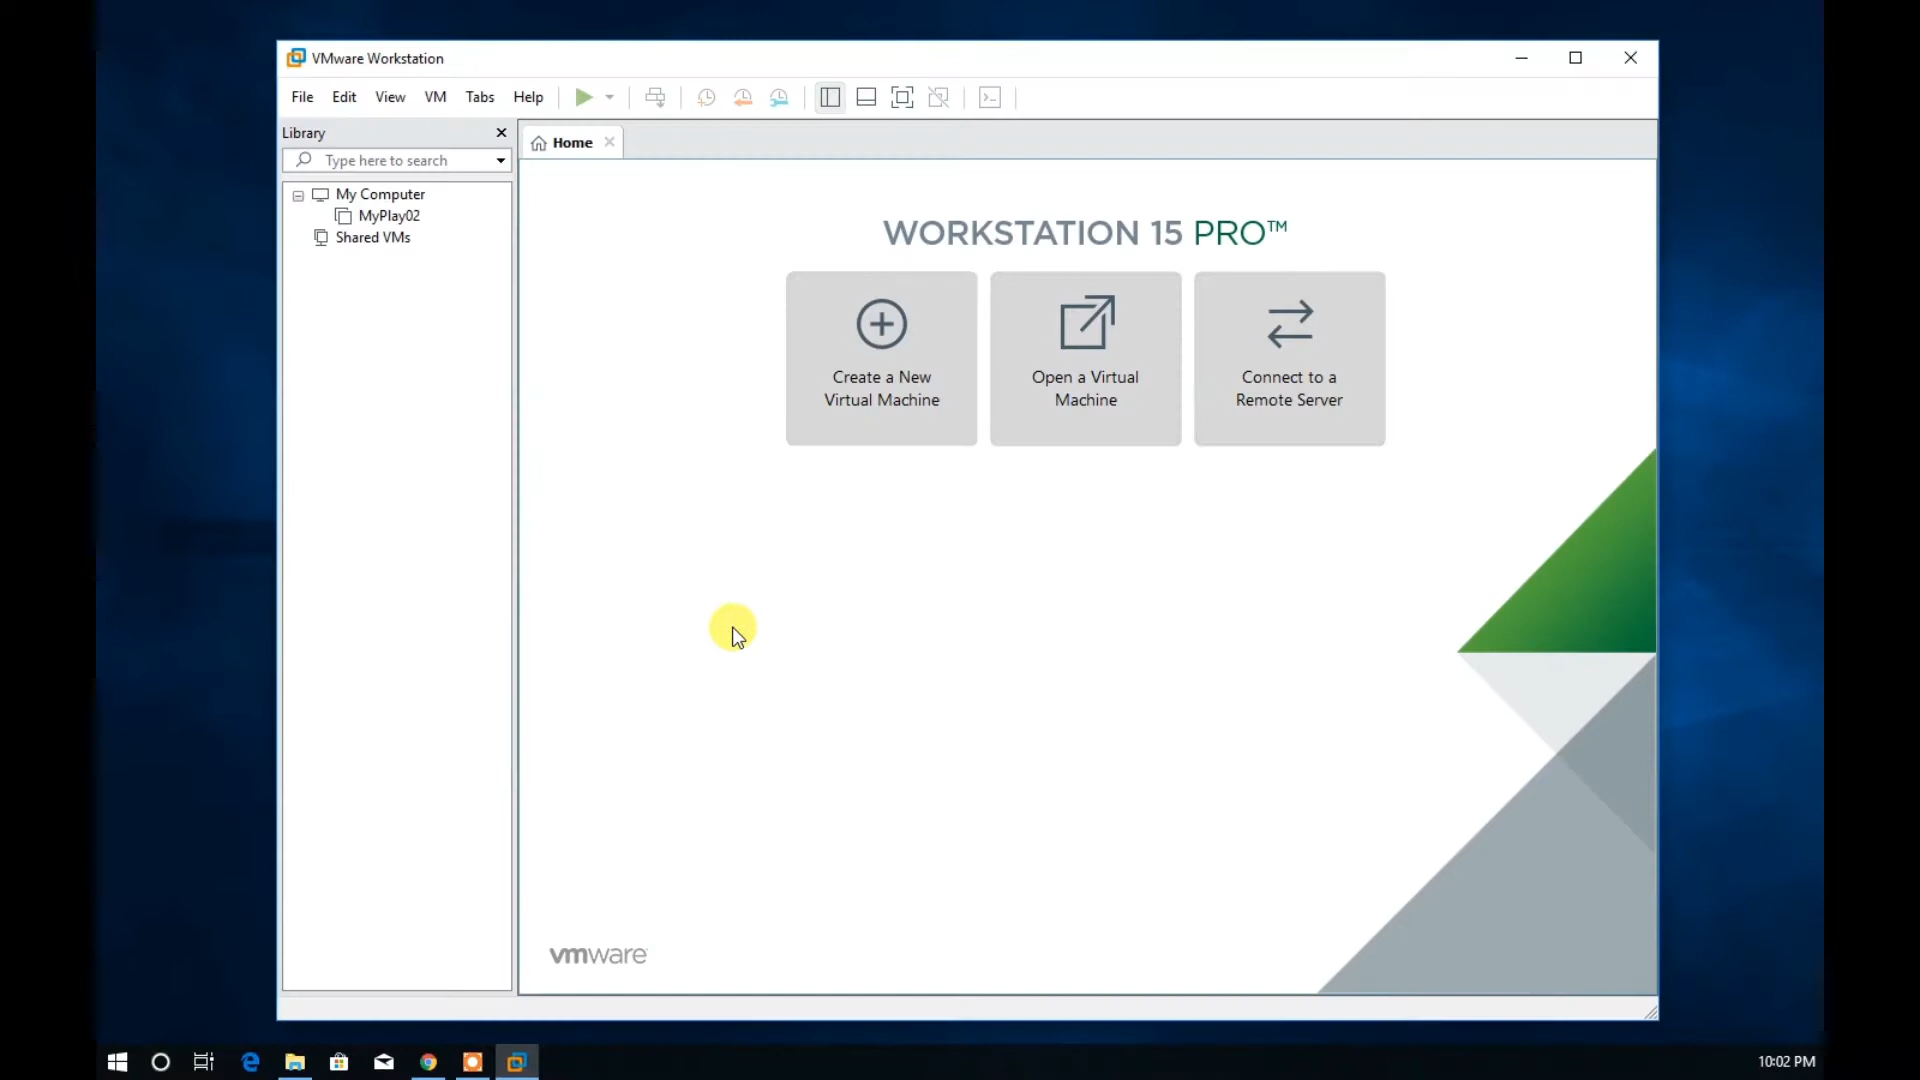 VMware Workstation
File Edit View VM Tabs Help
Library
Type here to search
My Computer
MyPlay02
Shared VMs
Home
WORKSTATION 15 PRO™
Create a New
Virtual Machine
Open a Virtual
Machine
Connect to a
Remote Server
vmware
10:02 PM